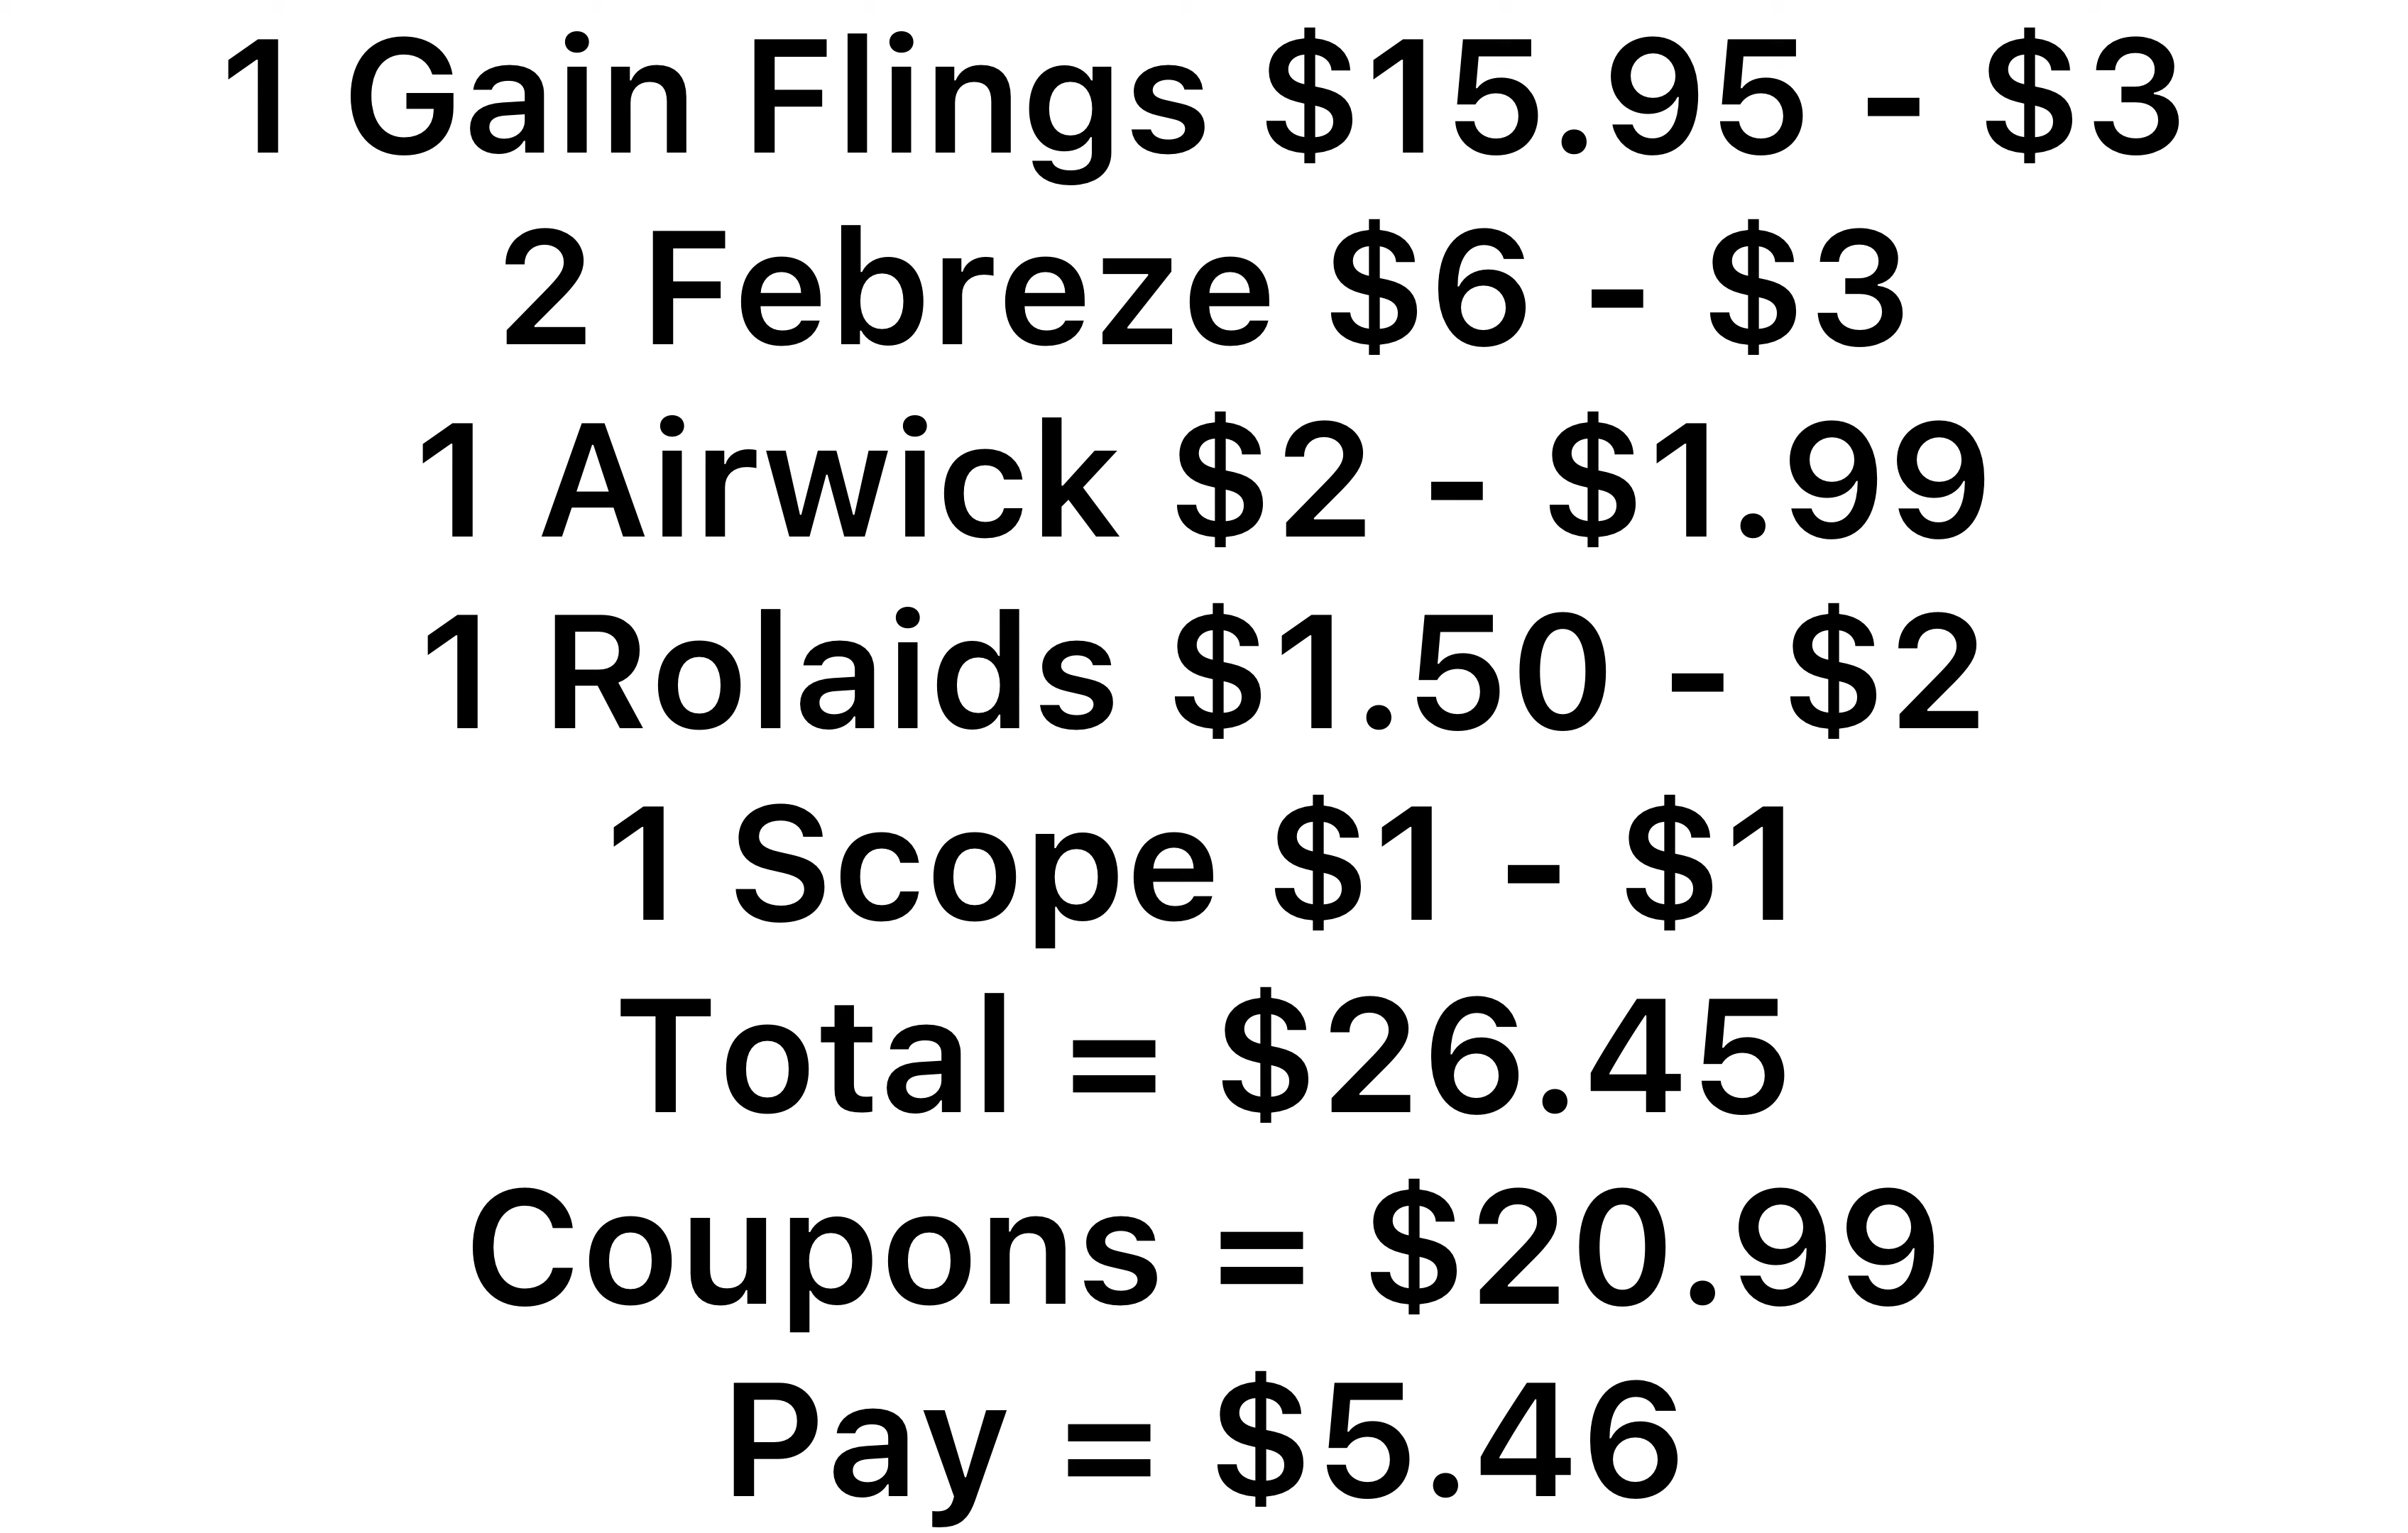 1 Gain Flings $15.95 - $3
2 Febreze $6 - $3
1 Airwick $2 - $1.99
1 Rolaids $1.50 - $2
1 Scope $1 - $1
Total = $26.45
Coupons = $20.99
Pay = $5.46